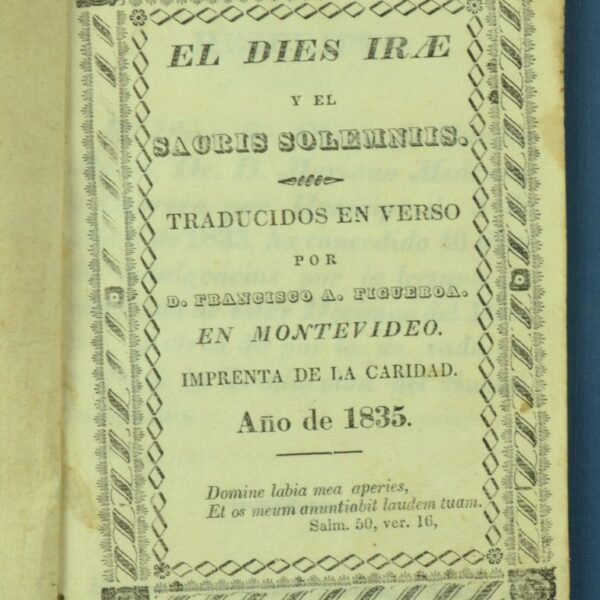 EL DIES IRÆ
Y EL
SACRIS SOLEMNIIS.
TRADUCIDOS EN VERSO
POR
D. FRANCISCO A. FIGUEROA.
EN MONTEVIDEO.
IMPRENTA DE LA CARIDAD.
Año de 1835.
Domine labia mea aperies,
Et os meum anuntiabit laudem tuam.
Salm. 50, ver. 16,